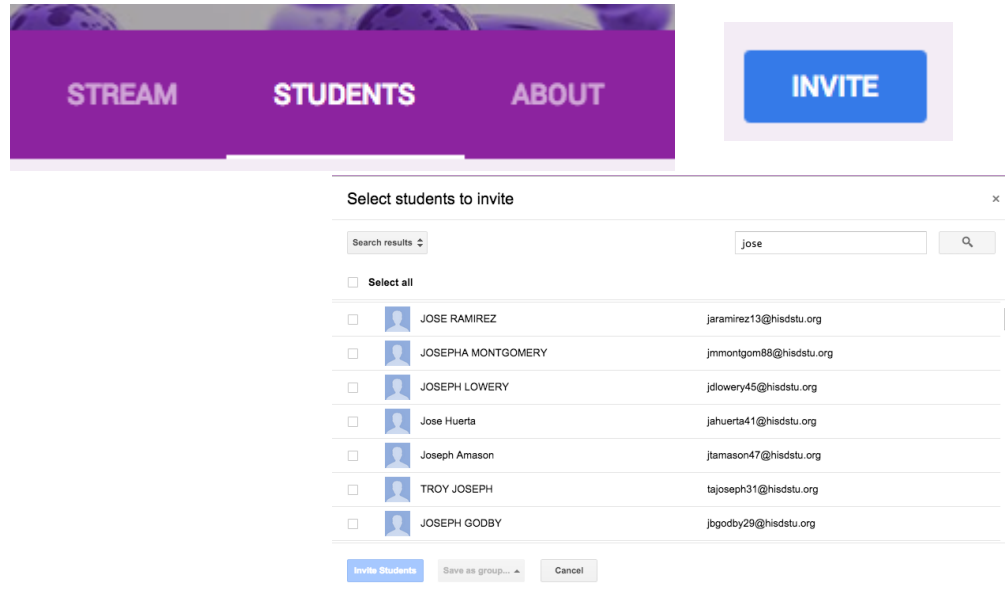 STREAM STUDENTS ABOUT
INVITE
Select students to invite ×
Search results jose
Select all
JOSE RAMIREZ jaramirez13@hisdstu.org
JOSEPHA MONTGOMERY jmmontgom88@hisdstu.org
JOSEPH LOWERY jdlowery45@hisdstu.org
Jose Huerta jahuerta41@hisdstu.org
Joseph Amason jtamason47@hisdstu.org
TROY JOSEPH tajoseph31@hisdstu.org
JOSEPH GODBY jbgodby29@hisdstu.org
Invite Students Save as group... Cancel